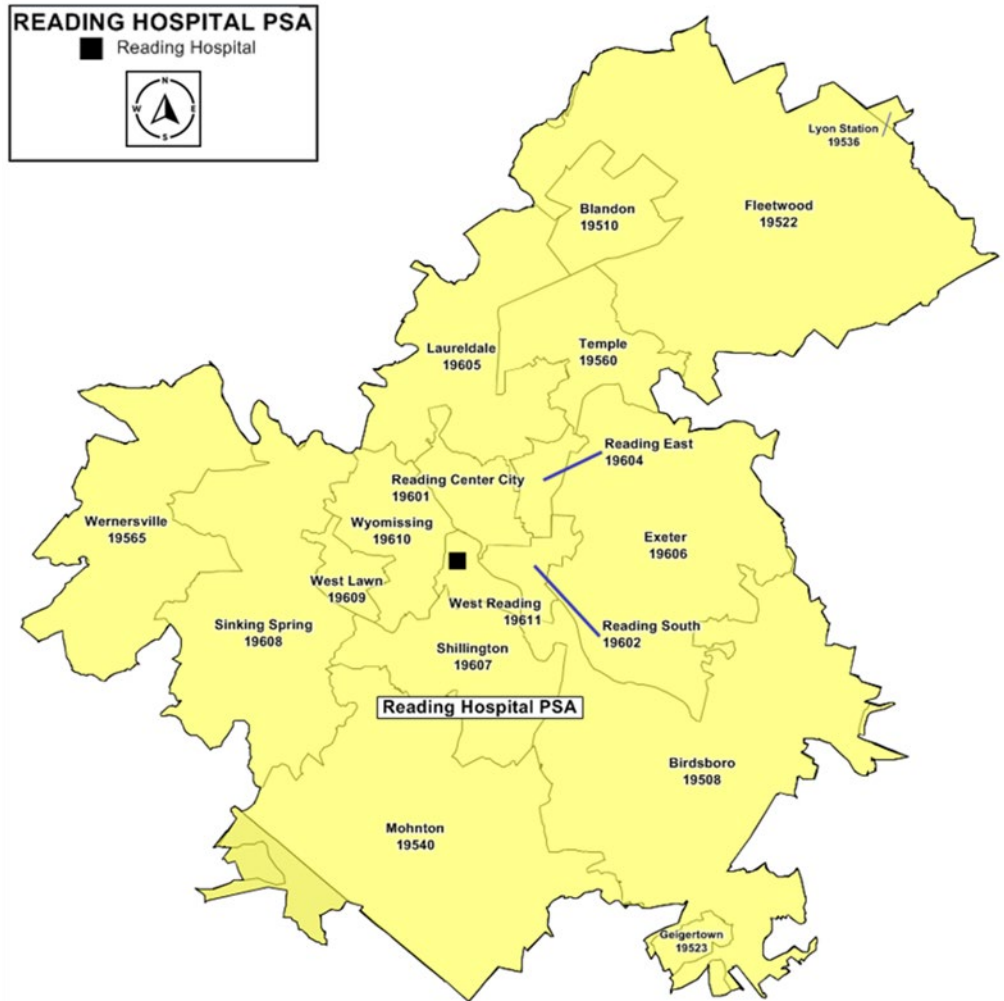 READING HOSPITAL PSA
Reading Hospital
N
W E
S
Lyon Station
19536
Blandon
19510
Fleetwood
19522
Laureldale
19605
Temple
19560
Reading East
19604
Reading Center City
19601
Wernersville
19565
Wyomissing
19610
Exeter
19606
West Lawn
19609
West Reading
19611
Sinking Spring
19608
Reading South
19602
Shillington
19607
Reading Hospital PSA
Birdsboro
19508
Mohnton
19540
Geigertown
19523